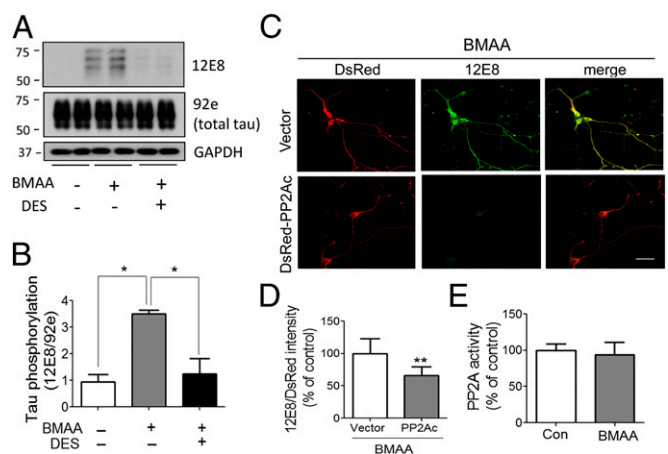 A
75 -
50 -
12E8
75 -
50 -
92e
(total tau)
37 -
GAPDH
BMAA - + +
DES - - +
B
Tau phosphorylation
(12E8/92e)
4
3
2
1
0
* *
BMAA – + +
DES – – +
C
BMAA
DsRed 12E8 merge
Vector
DsRed-PP2Ac
D
12E8/DsRed intensity
(% of control)
150
100
50
0
**
Vector PP2Ac
BMAA
E
PP2A activity
(% of control)
150
100
50
0
Con BMAA